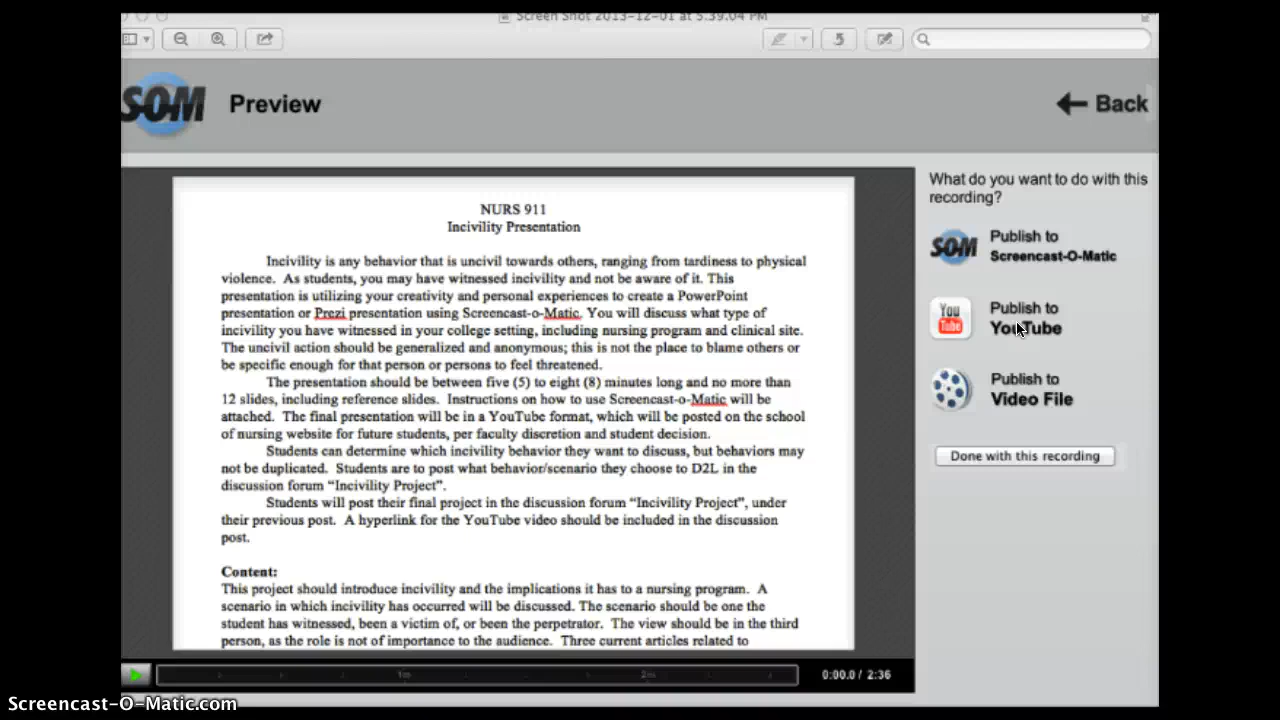 Screen Shot 2013-12-01 at 5.39.04 PM
SOM Preview
Back
NURS 911
Incivility Presentation
Incivility is any behavior that is uncivil towards others, ranging from tardiness to physical
violence. As students, you may have witnessed incivility and not be aware of it. This
presentation is utilizing your creativity and personal experiences to create a PowerPoint
presentation or Prezi presentation using Screencast-o-Matic. You will discuss what type of
incivility you have witnessed in your college setting, including nursing program and clinical site.
The uncivil action should be generalized and anonymous; this is not the place to blame others or
be specific enough for that person or persons to feel threatened.
The presentation should be between five (5) to eight (8) minutes long and no more than
12 slides, including reference slides. Instructions on how to use Screencast-o-Matic will be
attached. The final presentation will be in a YouTube format, which will be posted on the school
of nursing website for future students, per faculty discretion and student decision.
Students can determine which incivility behavior they want to discuss, but behaviors may
not be duplicated. Students are to post what behavior/scenario they choose to D2L in the
discussion forum “Incivility Project”.
Students will post their final project in the discussion forum “Incivility Project”, under
their previous post. A hyperlink for the YouTube video should be included in the discussion
post.
Content:
This project should introduce incivility and the implications it has to a nursing program. A
scenario in which incivility has occurred will be discussed. The scenario should be one the
student has witnessed, been a victim of, or been the perpetrator. The view should be in the third
person, as the role is not of importance to the audience. Three current articles related to
1m
2m
0:00.0 / 2:36
What do you want to do with this
recording?
SOM
Publish to
Screencast-O-Matic
You
Tube
Publish to
YouTube
Publish to
Video File
Done with this recording
Screencast-O-Matic.com